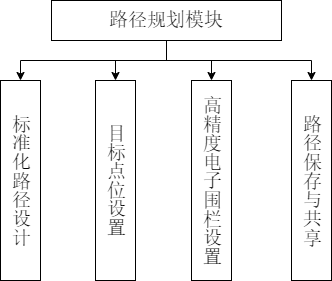 路径规划模块
标准化路径设计
目标点位设置
高精度电子围栏设置
路径保存与共享